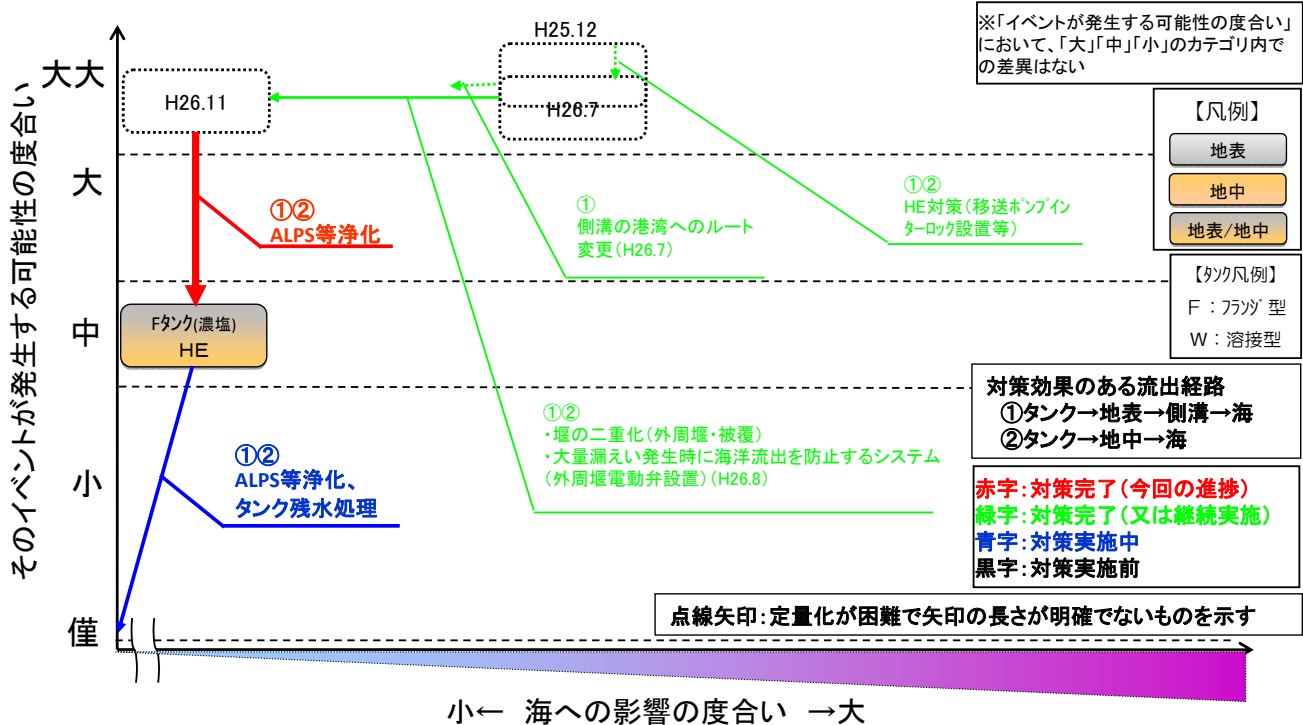 そのイベントが発生する可能性の度合い
大大
大
中
小
僅
H25.12
H26.7
H26.11
※「イベントが発生する可能性の度合い」
において、「大」「中」「小」のカテゴリ内で
の差異はない
【凡例】
地表
地中
地表/地中
【タンク凡例】
F：フランジ型
W：溶接型
①②
ALPS等浄化
①
側溝の港湾へのルート
変更(H26.7)
①②
HE対策(移送ポンプイン
ターロック設置等)
Fタンク(濃塩)
HE
対策効果のある流出経路
①タンク→地表→側溝→海
②タンク→地中→海
①②
・堰の二重化(外周堰・被覆)
・大量漏えい発生時に海洋流出を防止するシステム
(外周堰電動弁設置)(H26.8)
①②
ALPS等浄化、
タンク残水処理
赤字：対策完了(今回の進捗)
緑字：対策完了(又は継続実施)
青字：対策実施中
黒字：対策実施前
点線矢印：定量化が困難で矢印の長さが明確でないものを示す
小← 海への影響の度合い →大